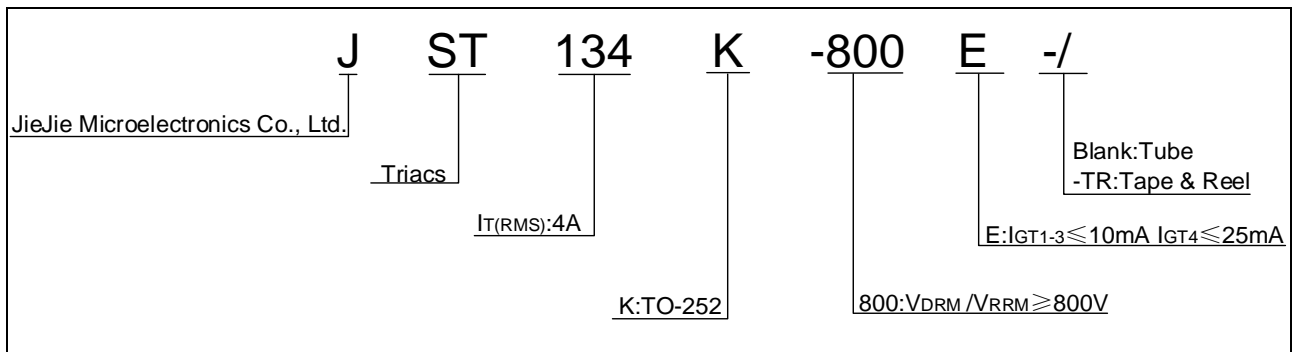 J ST 134 K -800 E -/
JieJie Microelectronics Co., Ltd.
Blank:Tube
Triacs
-TR:Tape & Reel
IT(RMS):4A
E:IGT1-3≤10mA IGT4≤25mA
K:TO-252
800:VDRM /VRRM≥800V